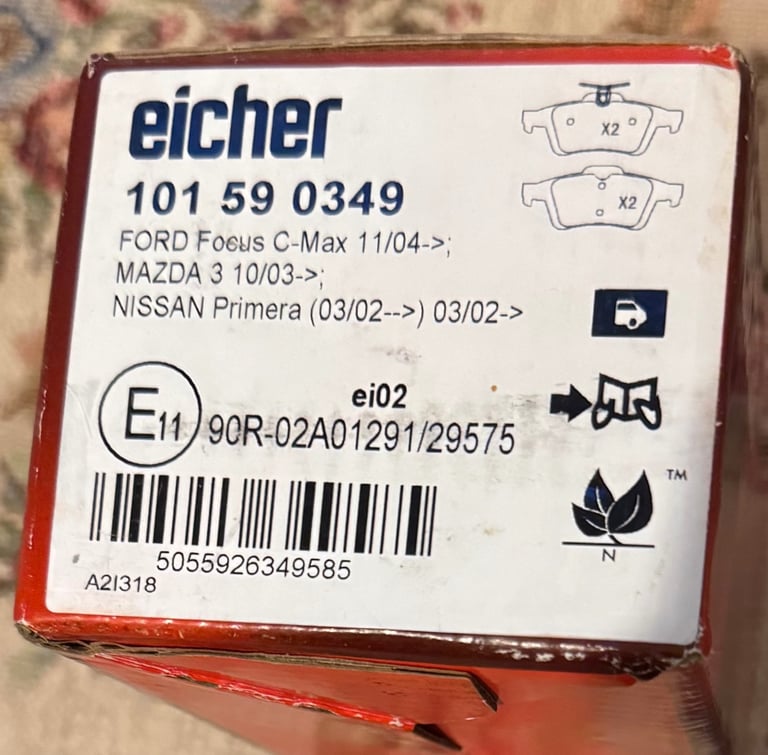 eicher
101 59 0349
FORD Focus C-Max 11/04->;
MAZDA 3 10/03->;
NISSAN Primera (03/02-->) 03/02->
X2
X2
ei02
E11 90R-02A01291/29575
5055926349585
A2I318
TM
N